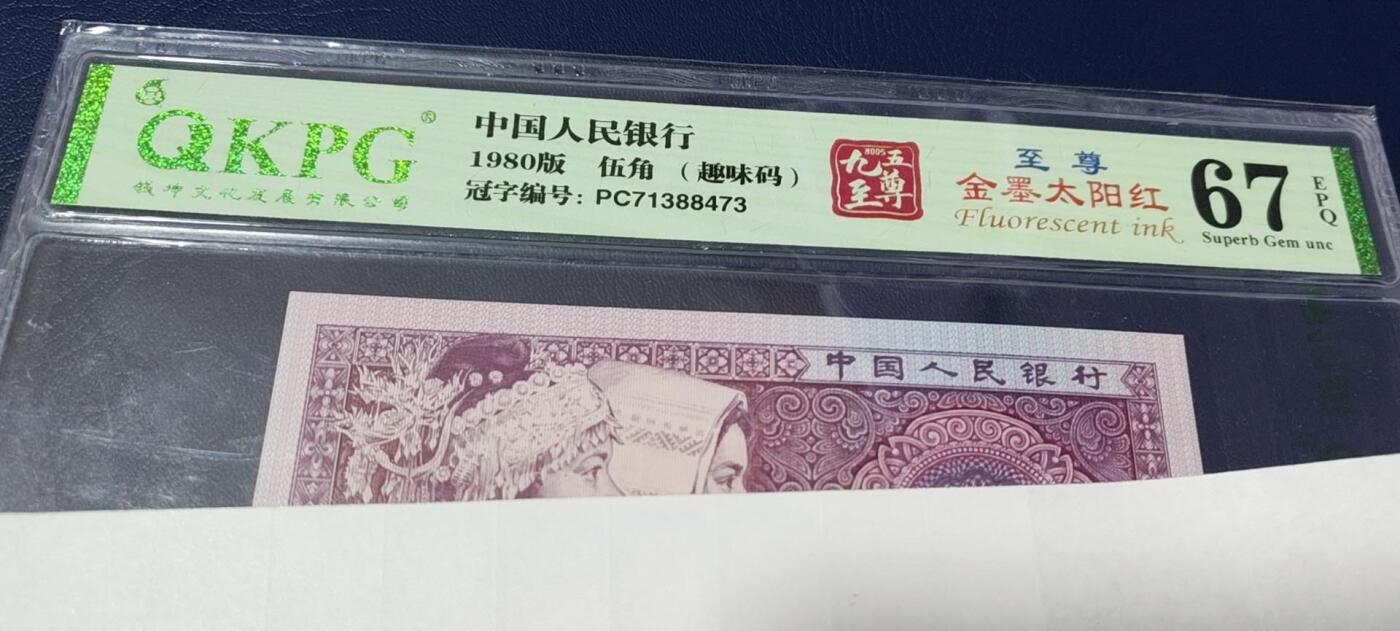 QKPG®
钱坤文化发展有限公司
中国人民银行
1980版 伍角 (趣味码)
冠字编号: PC71388473
8005
九五
至尊
至尊
金墨太阳红
Fluorescent ink
67
EPQ
Superb Gem unc
中国人民银行